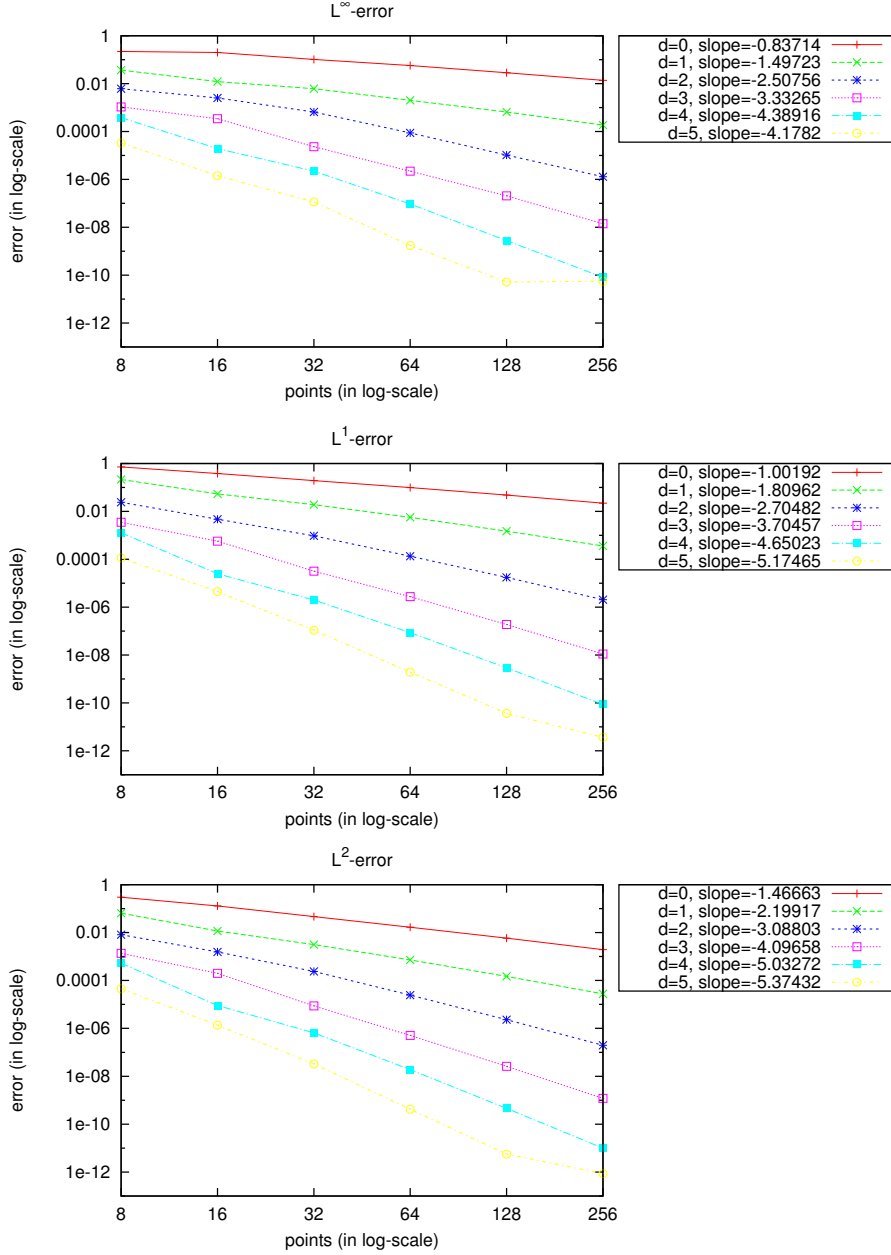 L^∞-error
1
0.01
0.0001
1e-06
1e-08
1e-10
1e-12
error (in log-scale)
8 16 32 64 128 256
points (in log-scale)
d=0, slope=-0.83714
d=1, slope=-1.49723
d=2, slope=-2.50756
d=3, slope=-3.33265
d=4, slope=-4.38916
d=5, slope=-4.1782
L^1-error
1
0.01
0.0001
1e-06
1e-08
1e-10
1e-12
error (in log-scale)
8 16 32 64 128 256
points (in log-scale)
d=0, slope=-1.00192
d=1, slope=-1.80962
d=2, slope=-2.70482
d=3, slope=-3.70457
d=4, slope=-4.65023
d=5, slope=-5.17465
L^2-error
1
0.01
0.0001
1e-06
1e-08
1e-10
1e-12
error (in log-scale)
8 16 32 64 128 256
points (in log-scale)
d=0, slope=-1.46663
d=1, slope=-2.19917
d=2, slope=-3.08803
d=3, slope=-4.09658
d=4, slope=-5.03272
d=5, slope=-5.37432